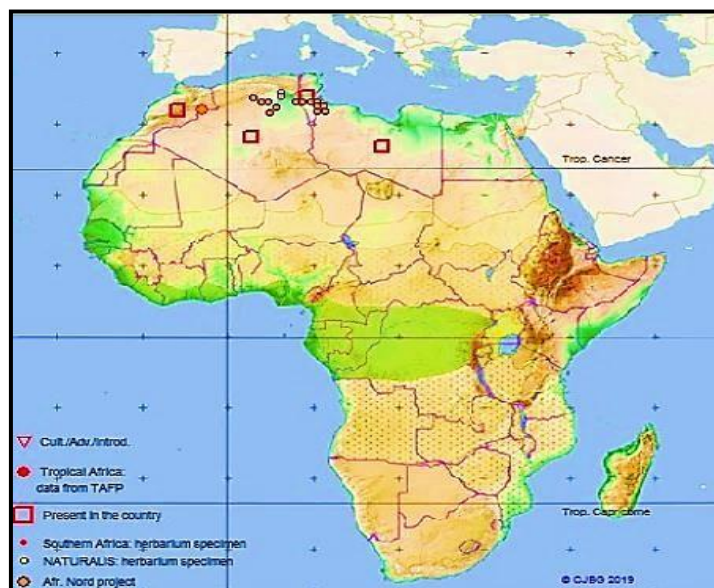 Trop. Cancer
Cult./Adv./Introd.
Tropical Africa:
data from TAFP
Trop. Capricorne
Present in the country
Southern Africa: herbarium specimen
NATURALIS: herbarium specimen
Afr. Nord project
© CJBG 2019